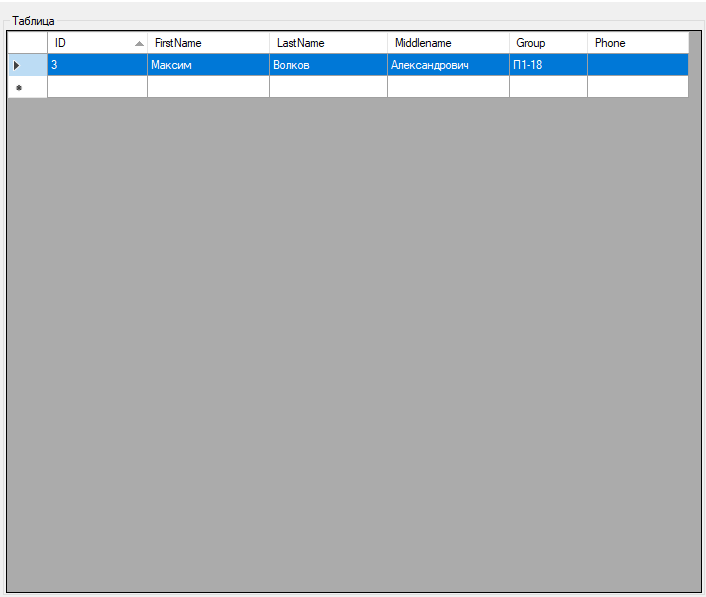 Таблица
ID FirstName LastName Middlename Group Phone
3 Максим Волков Александрович П1-18